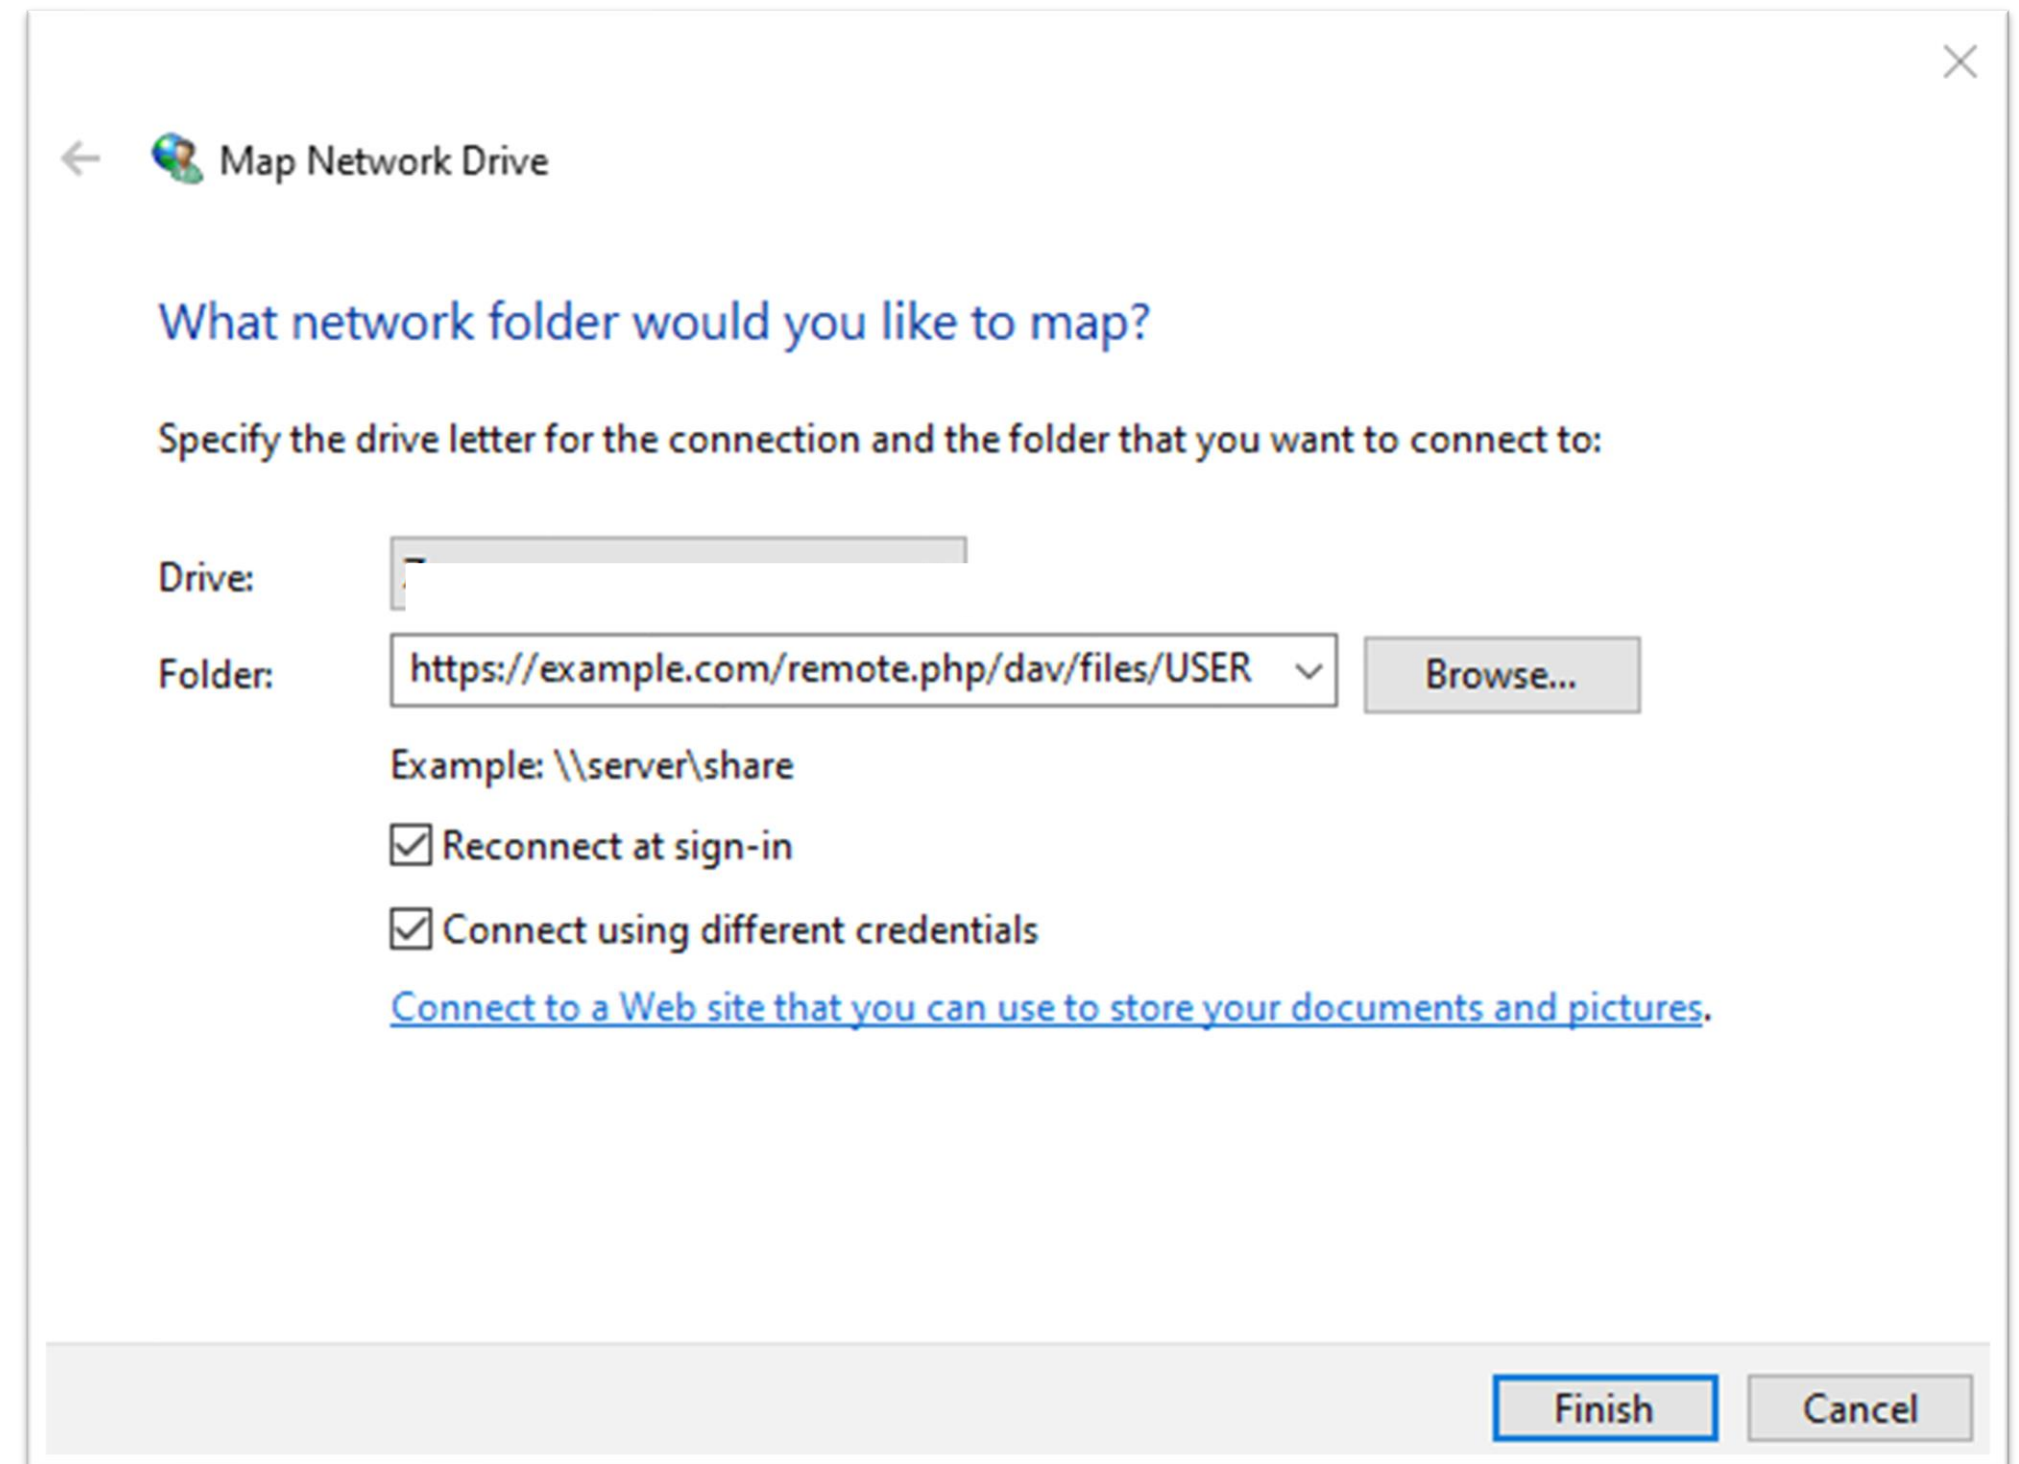 Map Network Drive
What network folder would you like to map?
Specify the drive letter for the connection and the folder that you want to connect to:
Drive:
Folder: https://example.com/remote.php/dav/files/USER Browse...
Example: \\server\share
Reconnect at sign-in
Connect using different credentials
Connect to a Web site that you can use to store your documents and pictures.
Finish Cancel